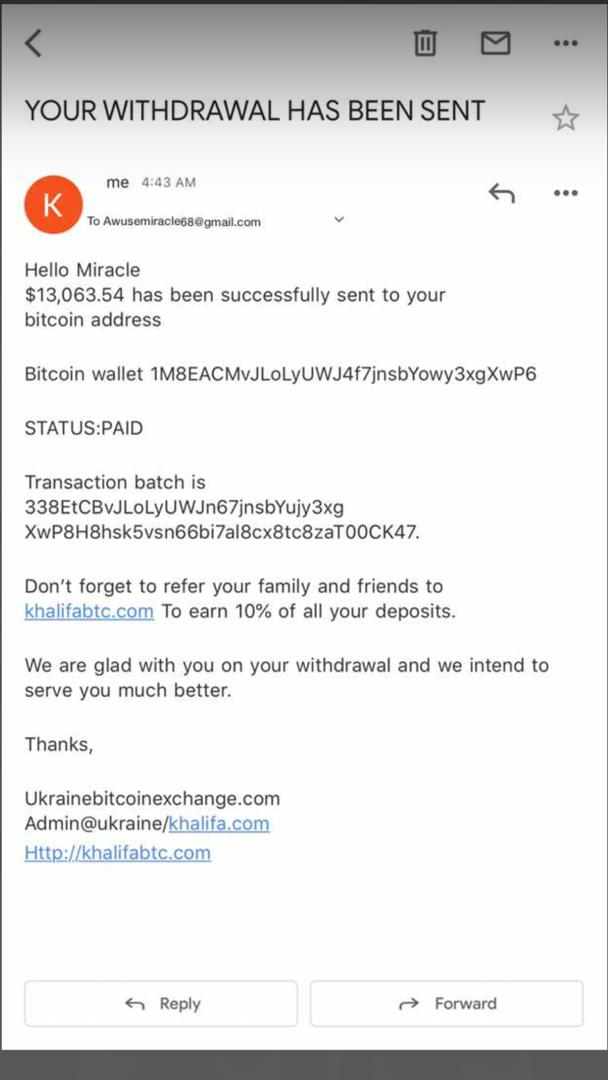 YOUR WITHDRAWAL HAS BEEN SENT
K
me 4:43 AM
To Awusemiracle68@gmail.com
Hello Miracle
$13,063.54 has been successfully sent to your
bitcoin address
Bitcoin wallet 1M8EACMvJLoLyUWJ4f7jnsbYowy3xgXwP6
STATUS:PAID
Transaction batch is
338EtCBvJLoLyUWJn67jnsbYujy3xg
XwP8H8hsk5vsn66bi7al8cx8tc8zaT00CK47.
Don't forget to refer your family and friends to
khalifabtc.com To earn 10% of all your deposits.
We are glad with you on your withdrawal and we intend to
serve you much better.
Thanks,
Ukrainebitcoinexchange.com
Admin@ukraine/khalifa.com
Http://khalifabtc.com
Reply
Forward